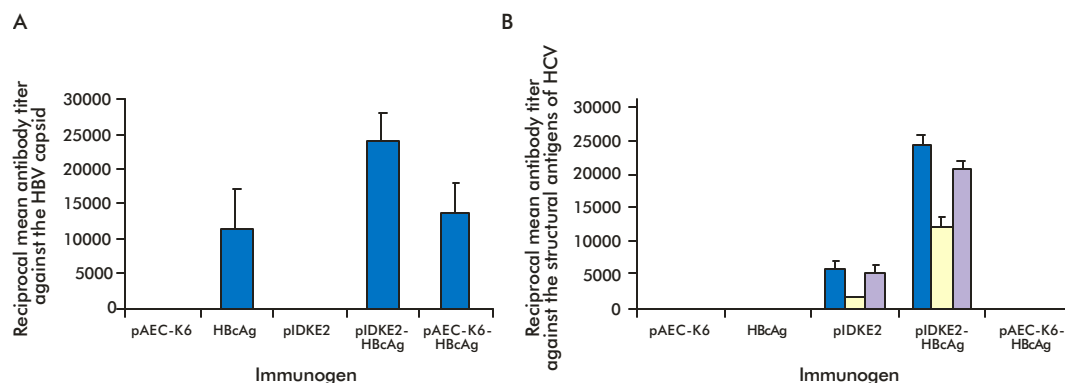 A
Reciprocal mean antibody titer
against the HBV capsid
30000
25000
20000
15000
10000
5000
0
pAEC-K6
HBcAg
pIDKE2
pIDKE2-
HBcAg
pAEC-K6-
HBcAg
Immunogen
B
Reciprocal mean antibody titer
against the structural antigens of HCV
30000
25000
20000
15000
10000
5000
0
pAEC-K6
HBcAg
pIDKE2
pIDKE2-
HBcAg
pAEC-K6-
HBcAg
Immunogen